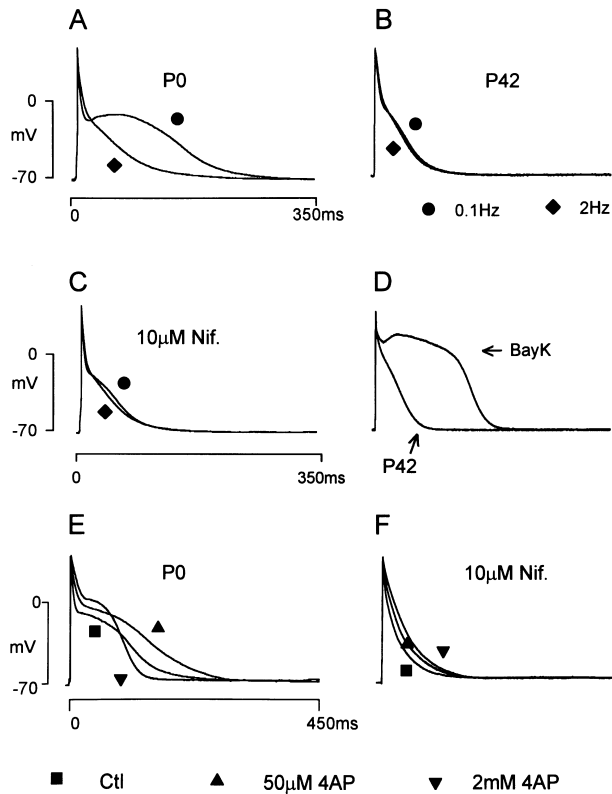 A
B
P0
P42
0
mV
-70
0
350ms
0.1Hz
2Hz
C
D
10µM Nif.
BayK
0
mV
-70
P42
0
350ms
E
F
P0
10µM Nif.
0
mV
-70
0
450ms
Ctl
50µM 4AP
2mM 4AP